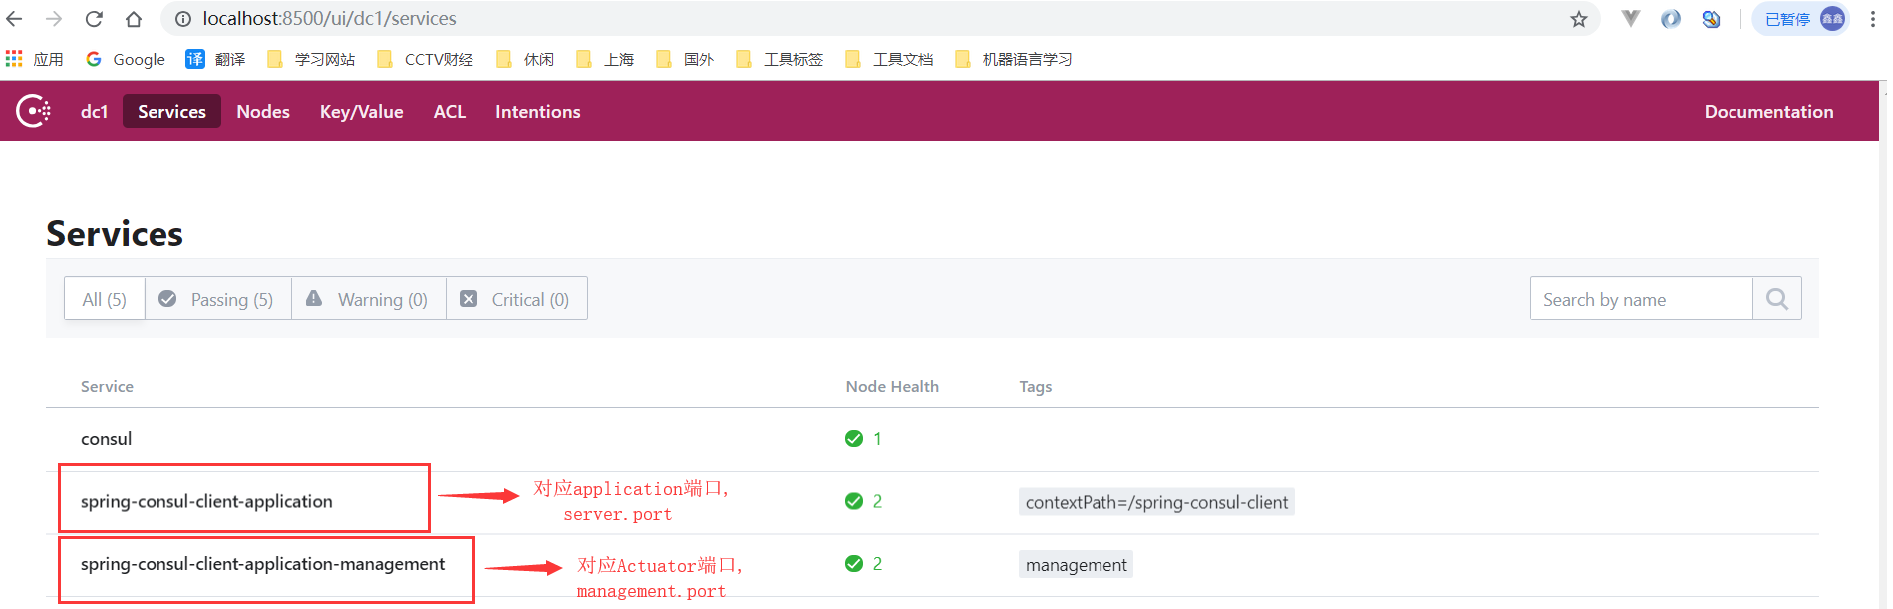 localhost:8500/ui/dc1/services
已暂停
鑫鑫
应用
Google
译 翻译
学习网站
CCTV财经
休闲
上海
国外
工具标签
工具文档
机器语言学习
dc1
Services
Nodes
Key/Value
ACL
Intentions
Documentation
Services
All (5)
Passing (5)
Warning (0)
Critical (0)
Search by name
Service
Node Health
Tags
consul
1
spring-consul-client-application
对应application端口,
server.port
2
contextPath=/spring-consul-client
spring-consul-client-application-management
对应Actuator端口,
management.port
2
management